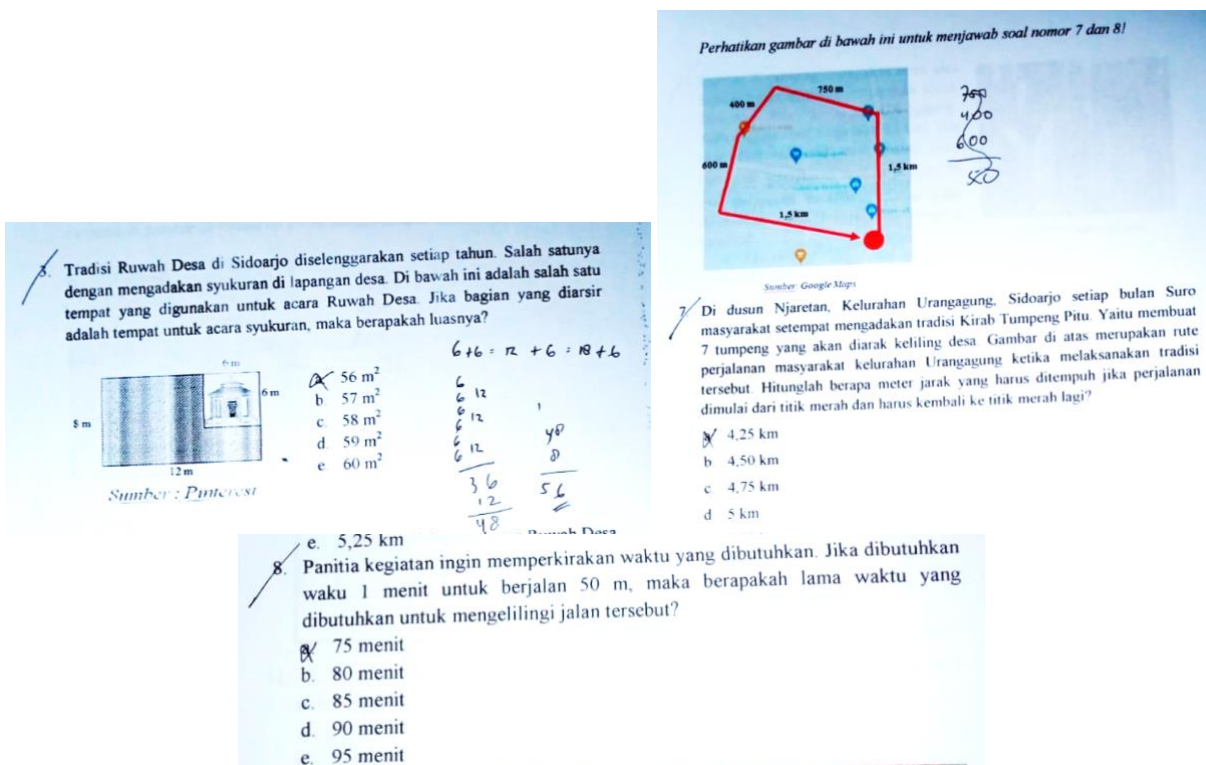 3. Tradisi Ruwah Desa di Sidoarjo diselenggarakan setiap tahun. Salah satunya
dengan mengadakan syukuran di lapangan desa. Di bawah ini adalah salah satu
tempat yang digunakan untuk acara Ruwah Desa. Jika bagian yang diarsir
adalah tempat untuk acara syukuran, maka berapakah luasnya?
6 m
6 m
8 m
12 m
Sumber : Pinterest
a 56 m²
b 57 m²
c. 58 m²
d. 59 m²
e 60 m²
6+6 = 12 + 6 = 18 + 6
6
6 12
6
6 12
6
6 12
36
12
48
48
8
56
Perhatikan gambar di bawah ini untuk menjawab soal nomor 7 dan 8!
750 m
400 m
600 m
1,5 km
1,5 km
750
400
600
50
Sumber Google Maps
7 Di dusun Njaretan, Kelurahan Urangagung, Sidoarjo setiap bulan Suro
masyarakat setempat mengadakan tradisi Kirab Tumpeng Pitu. Yaitu membuat
7 tumpeng yang akan diarak keliling desa. Gambar di atas merupakan rute
perjalanan masyarakat kelurahan Urangagung ketika melaksanakan tradisi
tersebut. Hitunglah berapa meter jarak yang harus ditempuh jika perjalanan
dimulai dari titik merah dan harus kembali ke titik merah lagi?
a 4,25 km
b 4,50 km
c. 4,75 km
d 5 km
e. 5,25 km
8. Panitia kegiatan ingin memperkirakan waktu yang dibutuhkan. Jika dibutuhkan
waku 1 menit untuk berjalan 50 m, maka berapakah lama waktu yang
dibutuhkan untuk mengelilingi jalan tersebut?
a 75 menit
b. 80 menit
c. 85 menit
d. 90 menit
e. 95 menit